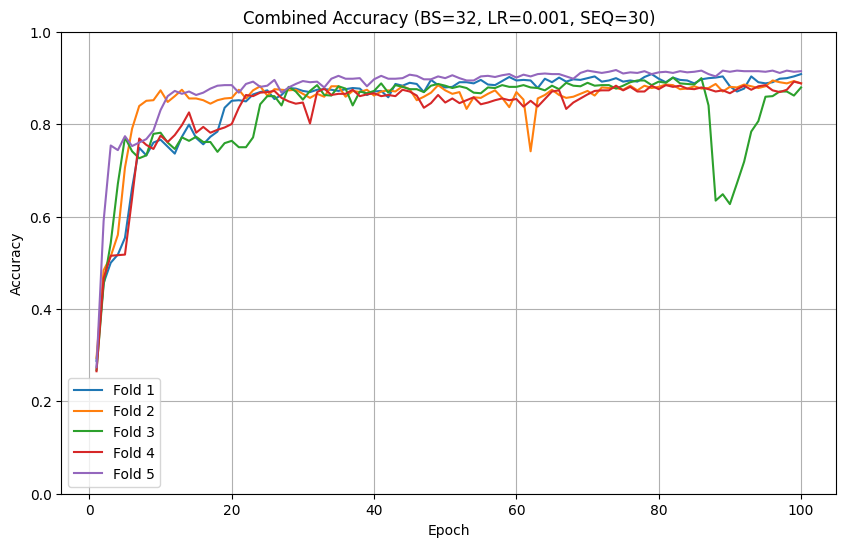 Combined Accuracy (BS=32, LR=0.001, SEQ=30)
1.0
0.8
0.6
0.4
0.2
0.0
Accuracy
Fold 1
Fold 2
Fold 3
Fold 4
Fold 5
0 20 40 60 80 100
Epoch